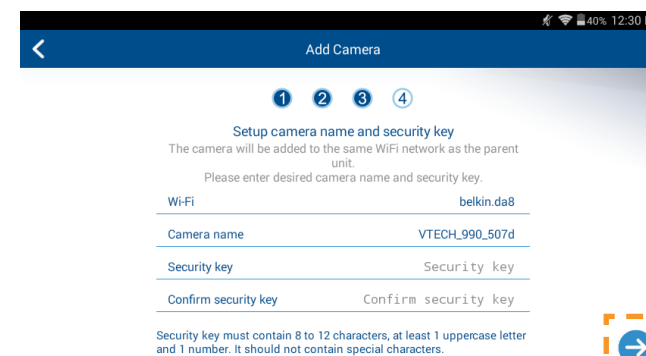 40% 12:30
Add Camera
1 2 3 4
Setup camera name and security key
The camera will be added to the same WiFi network as the parent
unit.
Please enter desired camera name and security key.
Wi-Fi belkin.da8
Camera name VTECH_990_507d
Security key Security key
Confirm security key Confirm security key
Security key must contain 8 to 12 characters, at least 1 uppercase letter
and 1 number. It should not contain special characters.